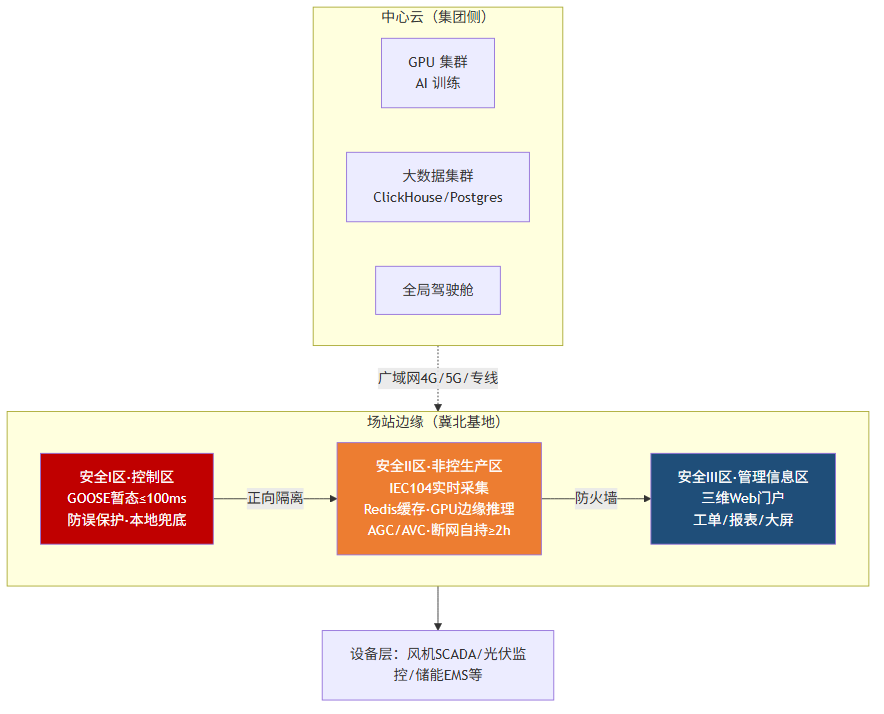 中心云（集团侧）
GPU 集群
AI 训练
大数据集群
ClickHouse/Postgres
全局驾驶舱
广域网4G/5G/专线
场站边缘（冀北基地）
安全I区·控制区
GOOSE暂态≤100ms
防误保护·本地兜底
正向隔离
安全II区·非控生产区
IEC104实时采集
Redis缓存·GPU边缘推理
AGC/AVC·断网自持≥2h
防火墙
安全III区·管理信息区
三维Web门户
工单/报表/大屏
设备层：风机SCADA/光伏监
控/储能EMS等